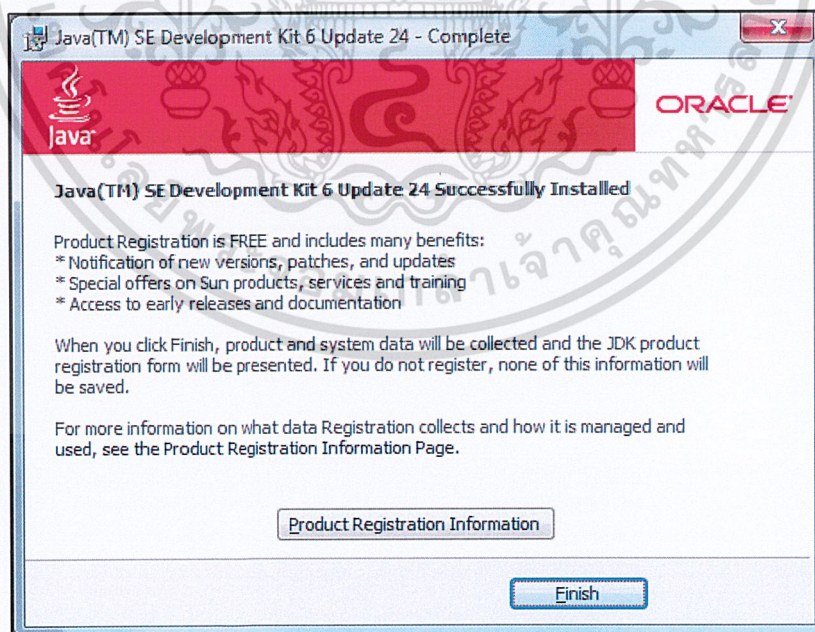 Java(TM) SE Development Kit 6 Update 24 - Complete
Java
ORACLE
Java(TM) SE Development Kit 6 Update 24 Successfully Installed
Product Registration is FREE and includes many benefits:
* Notification of new versions, patches, and updates
* Special offers on Sun products, services and training
* Access to early releases and documentation
When you click Finish, product and system data will be collected and the JDK product
registration form will be presented. If you do not register, none of this information will
be saved.
For more information on what data Registration collects and how it is managed and
used, see the Product Registration Information Page.
Product Registration Information
Finish